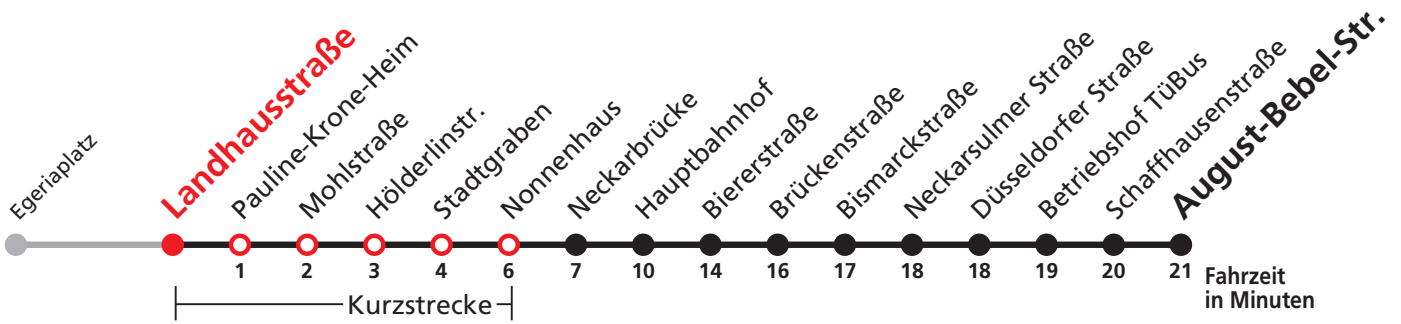 Egeriaplatz
Landhausstraße
Pauline-Krone-Heim
Mohlstraße
Hölderlinstr.
Stadtgraben
Nonnenhaus
Neckarbrücke
Hauptbahnhof
Biererstraße
Brückenstraße
Bismarckstraße
Neckarsulmer Straße
Düsseldorfer Straße
Betriebshof TüBus
Schaffhausenstraße
August-Bebel-Str.
1 2 3 4 6 7 10 14 16 17 18 18 19 20 21
Fahrzeit
in Minuten
Kurzstrecke